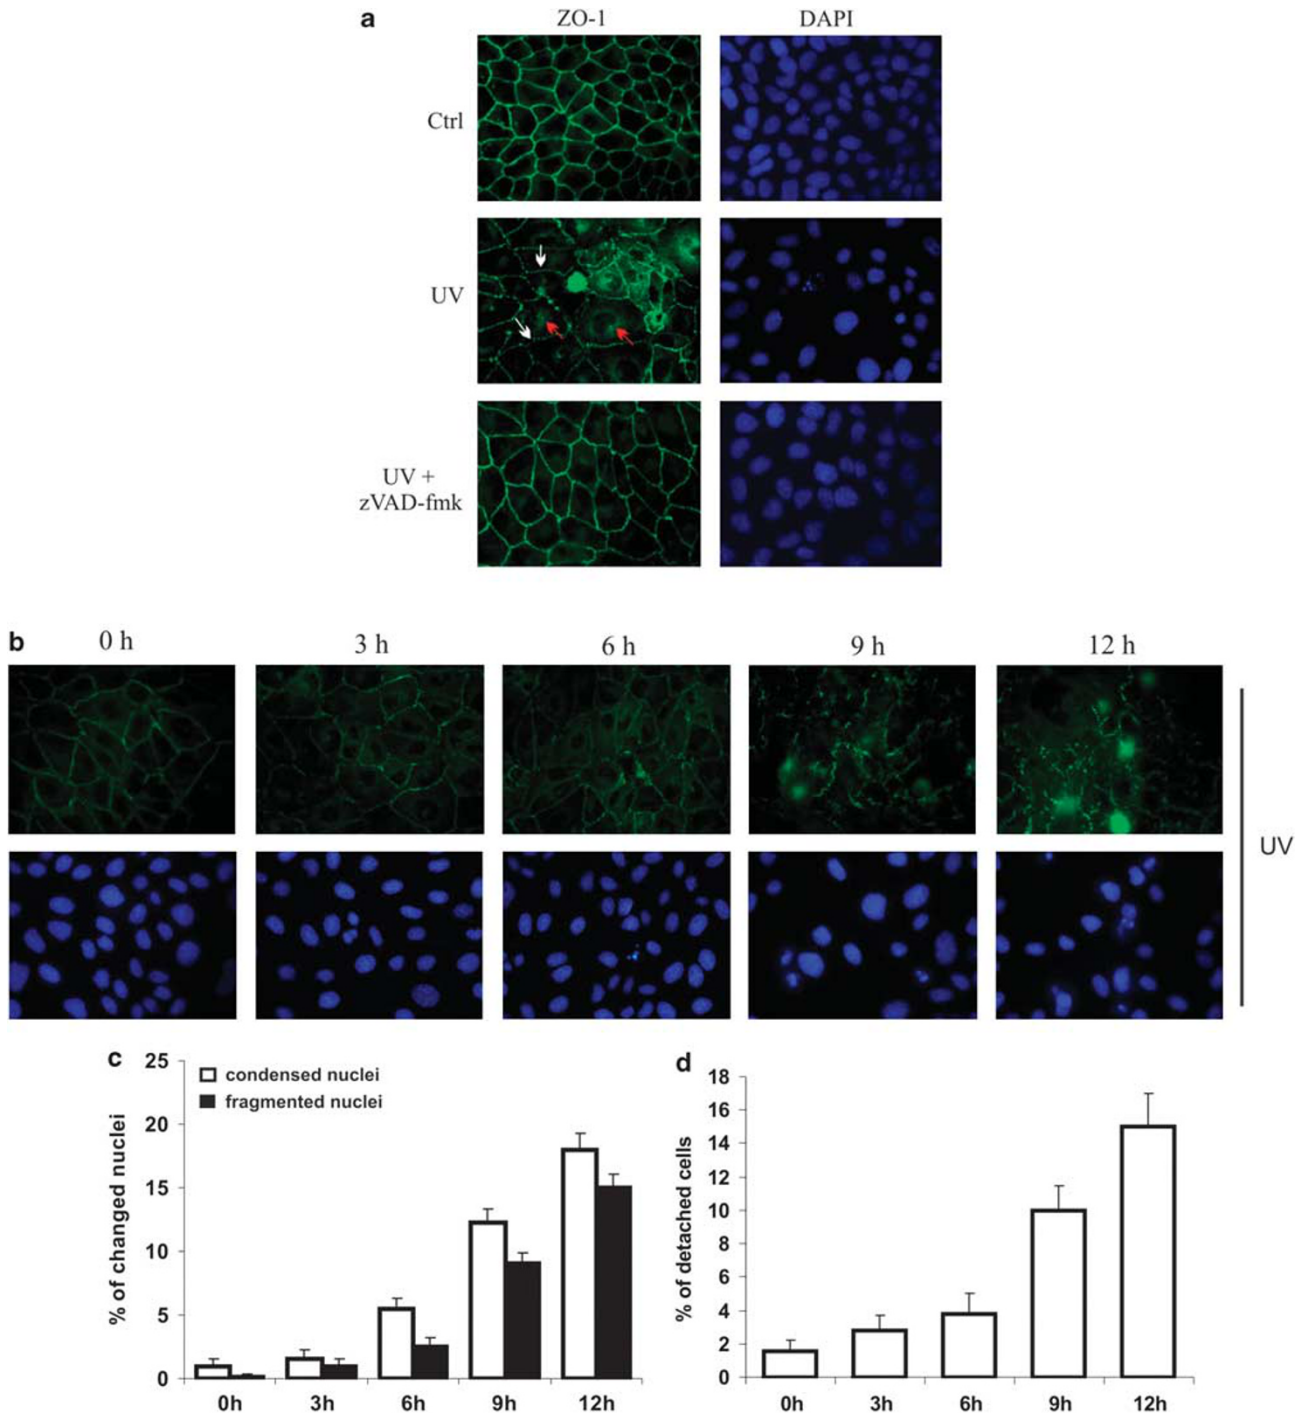 a
ZO-1 DAPI
Ctrl
UV
UV +
zVAD-fmk
b
0 h 3 h 6 h 9 h 12 h
UV
c
% of changed nuclei
25
20
15
10
5
0
condensed nuclei
fragmented nuclei
0h 3h 6h 9h 12h
d
% of detached cells
18
16
14
12
10
8
6
4
2
0
0h 3h 6h 9h 12h